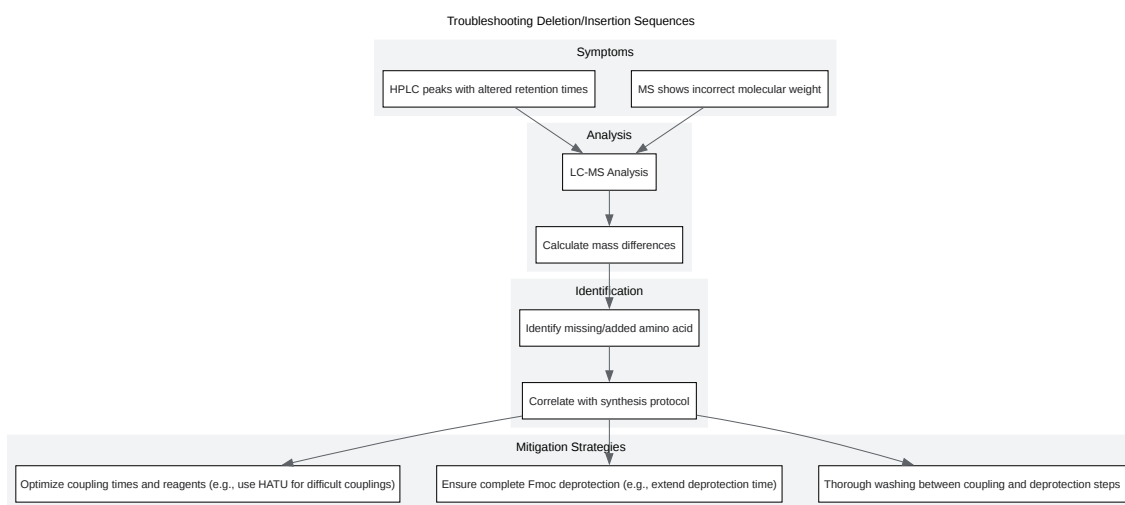 Troubleshooting Deletion/Insertion Sequences
Symptoms
HPLC peaks with altered retention times
MS shows incorrect molecular weight
Analysis
LC-MS Analysis
Calculate mass differences
Identification
Identify missing/added amino acid
Correlate with synthesis protocol
Mitigation Strategies
Optimize coupling times and reagents (e.g., use HATU for difficult couplings)
Ensure complete Fmoc deprotection (e.g., extend deprotection time)
Thorough washing between coupling and deprotection steps